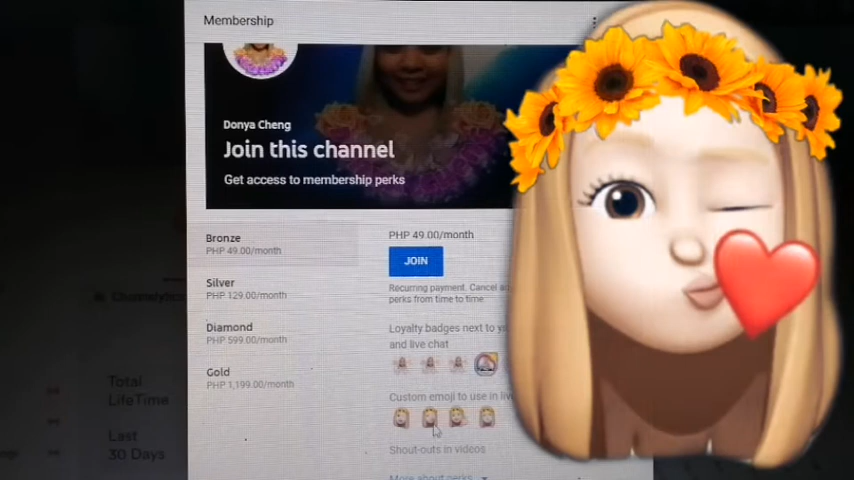 Membership
Donya Cheng
Join this channel
Get access to membership perks
Bronze
PHP 49.00/month
Silver
PHP 129.00/month
Diamond
PHP 599.00/month
Gold
PHP 1,199.00/month
PHP 49.00/month
JOIN
Recurring payment. Cancel
perks from time to time.
Loyalty badges next to
and live chat
Custom emoji to use in
Shout-outs in videos
More about perks
Total
LifeTime
Last
30 Days